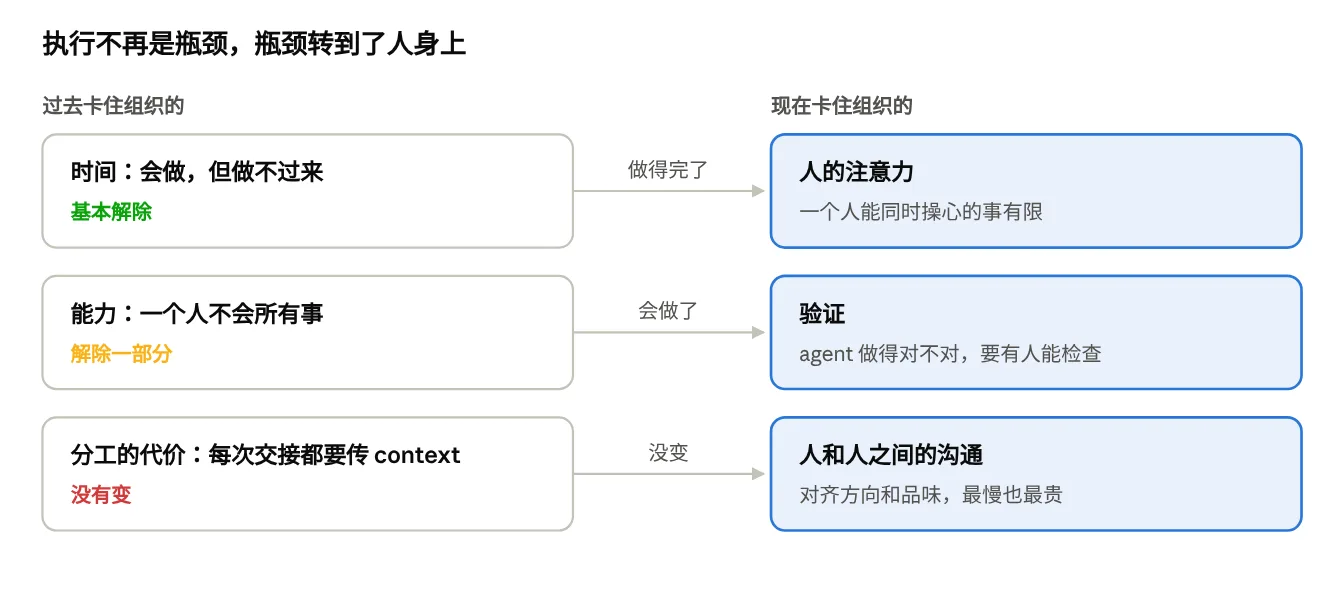 执行不再是瓶颈，瓶颈转到了人身上
过去卡住组织的
现在卡住组织的
时间：会做，但做不过来
基本解除
做得完了
人的注意力
一个人能同时操心的事有限
能力：一个人不会所有事
解除一部分
会做了
验证
agent 做得对不对，要有人能检查
分工的代价：每次交接都要传 context
没有变
没变
人和人之间的沟通
对齐方向和品味，最慢也最贵